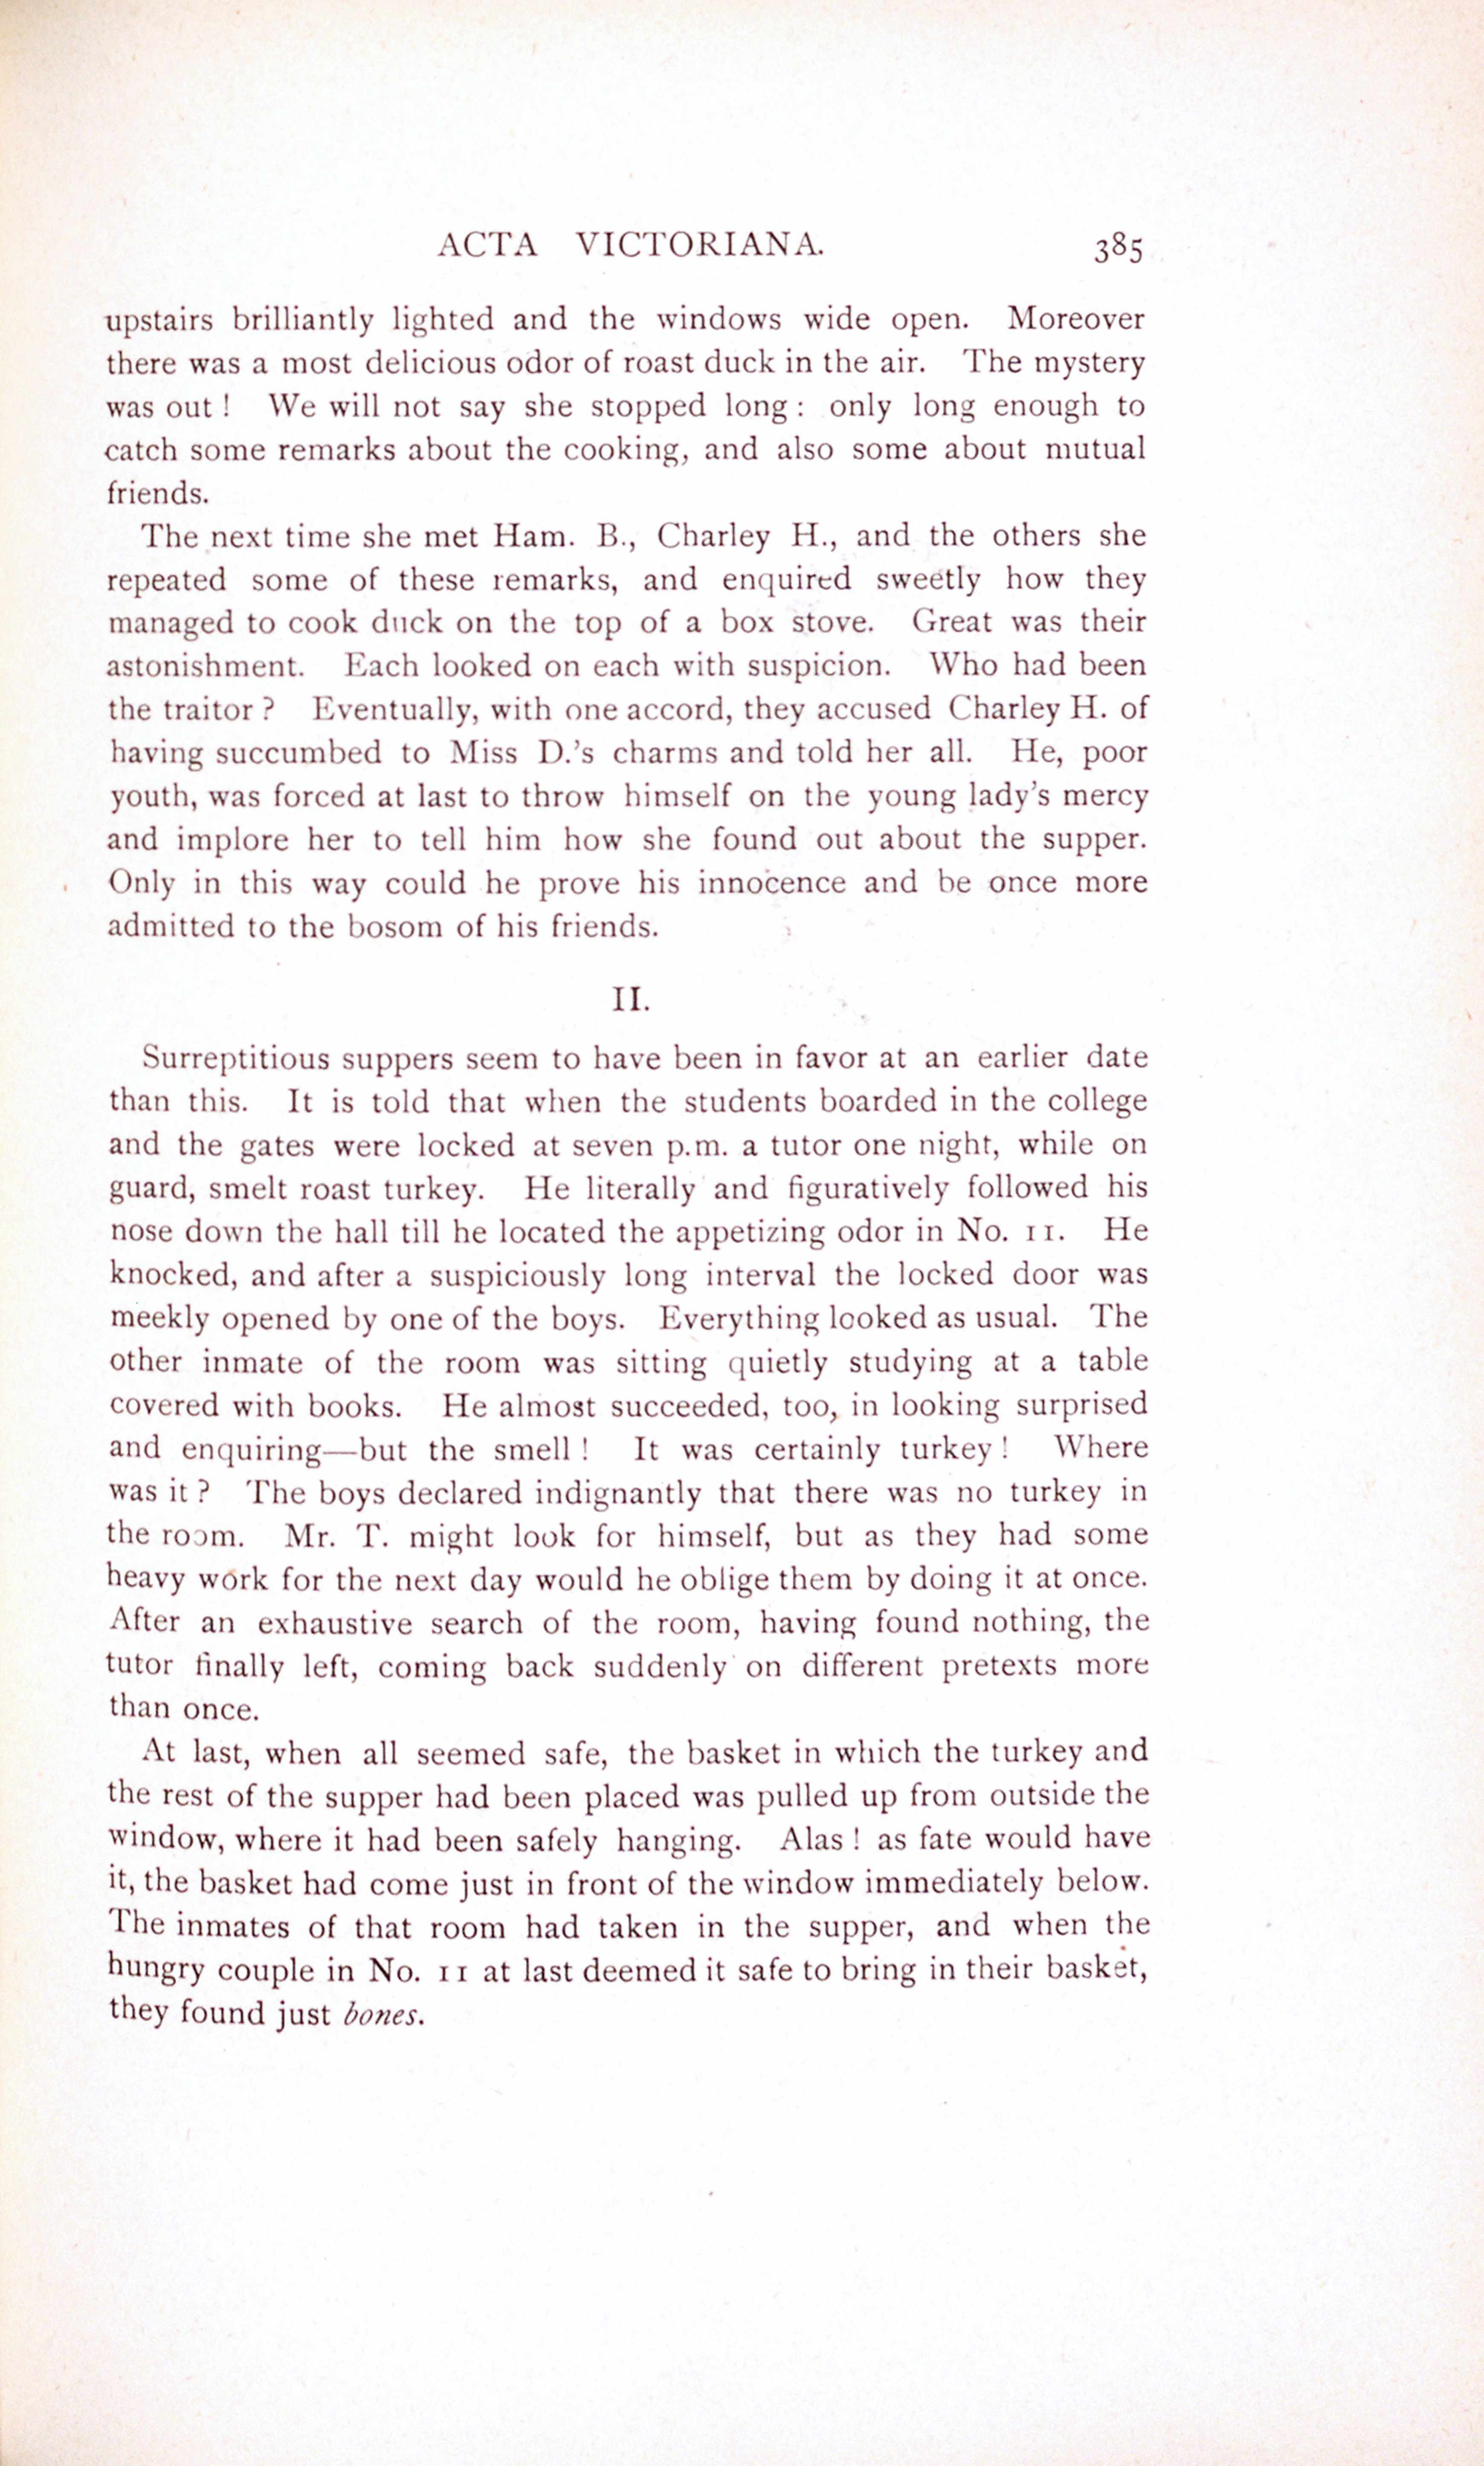 ACTA VICTORIANA. 385
upstairs brilliantly lighted and the windows wide open. Moreover
there was a most delicious odor of roast duck in the air. The mystery
was out! We will not say she stopped long: only long enough to
catch some remarks about the cooking, and also some about mutual
friends.
The next time she met Ham. B., Charley H., and the others she
repeated some of these remarks, and enquired sweetly how they
managed to cook duck on the top of a box stove. Great was their
astonishment. Each looked on each with suspicion. Who had been
the traitor? Eventually, with one accord, they accused Charley H. of
having succumbed to Miss D.'s charms and told her all. He, poor
youth, was forced at last to throw himself on the young lady's mercy
and implore her to tell him how she found out about the supper.
Only in this way could he prove his innocence and be once more
admitted to the bosom of his friends.
II.
Surreptitious suppers seem to have been in favor at an earlier date
than this. It is told that when the students boarded in the college
and the gates were locked at seven p.m. a tutor one night, while on
guard, smelt roast turkey. He literally and figuratively followed his
nose down the hall till he located the appetizing odor in No. 11. He
knocked, and after a suspiciously long interval the locked door was
meekly opened by one of the boys. Everything looked as usual. The
other inmate of the room was sitting quietly studying at a table
covered with books. He almost succeeded, too, in looking surprised
and enquiring—but the smell! It was certainly turkey! Where
was it? The boys declared indignantly that there was no turkey in
the room. Mr. T. might look for himself, but as they had some
heavy work for the next day would he oblige them by doing it at once.
After an exhaustive search of the room, having found nothing, the
tutor finally left, coming back suddenly on different pretexts more
than once.
At last, when all seemed safe, the basket in which the turkey and
the rest of the supper had been placed was pulled up from outside the
window, where it had been safely hanging. Alas! as fate would have
it, the basket had come just in front of the window immediately below.
The inmates of that room had taken in the supper, and when the
hungry couple in No. 11 at last deemed it safe to bring in their basket,
they found just bones.